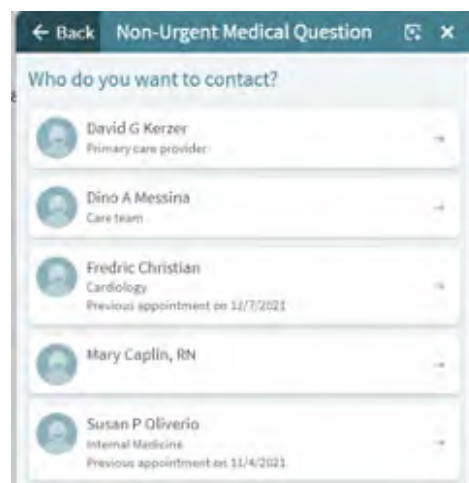 ← Back Non-Urgent Medical Question
Who do you want to contact?
David G Kerzer
Primary care provider
Dino A Messina
Care team
Fredric Christian
Cardiology
Previous appointment on 12/7/2021
Mary Caplin, RN
Susan P Oliverio
Internal Medicine
Previous appointment on 11/4/2021